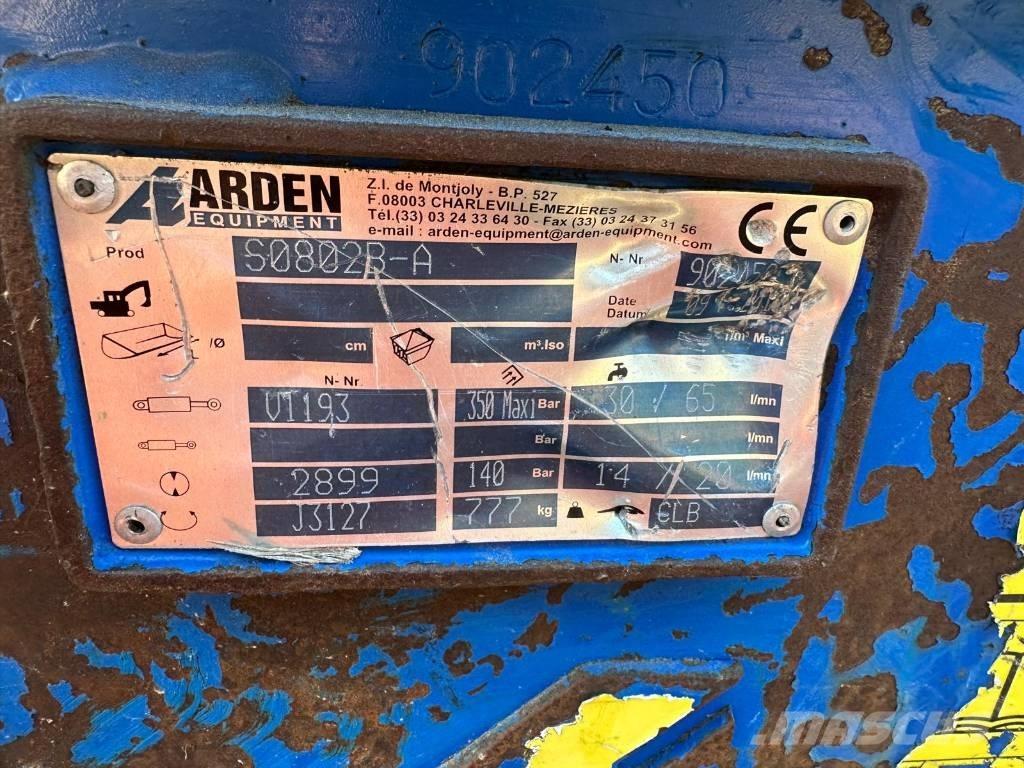 902450
ARDEN
EQUIPMENT
Z.I. de Montjoly - B.P. 527
F.08003 CHARLEVILLE-MEZIERES
Tél.(33) 03 24 33 64 30 - Fax (33) 03 24 37 31 56
e-mail : arden-equipment@arden-equipment.com
CE
Prod S0802B-A N- Nr. 902450
Date
Datum 09
/Ø cm m³.Iso t/m³ Maxi
N- Nr.
VT193 350 Maxi Bar 30 / 65 l/mn
Bar l/mn
2899 140 Bar 14 / 20 l/mn
J3127 777 kg CLB